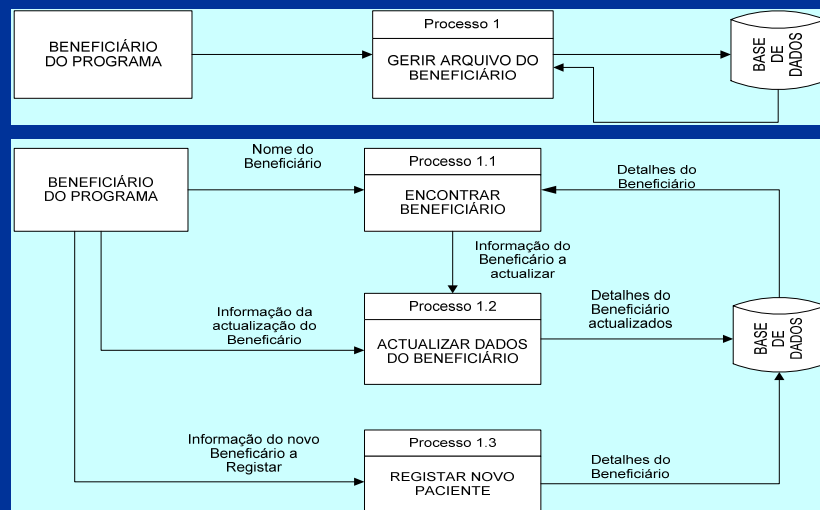 BENEFICIÁRIO
DO PROGRAMA
Processo 1
GERIR ARQUIVO DO
BENEFICIÁRIO
BASE
DE
DADOS
BENEFICIÁRIO
DO PROGRAMA
Nome do
Beneficiário
Processo 1.1
ENCONTRAR
BENEFICIÁRIO
Detalhes do
Beneficiário
Informação do
Beneficário a
actualizar
Informação da
actualização do
Beneficário
Processo 1.2
ACTUALIZAR DADOS
DO BENEFICIÁRIO
Detalhes do
Beneficiário
actualizados
BASE
DE
DADOS
Informação do novo
Beneficário a
Registar
Processo 1.3
REGISTAR NOVO
PACIENTE
Detalhes do
Beneficiário